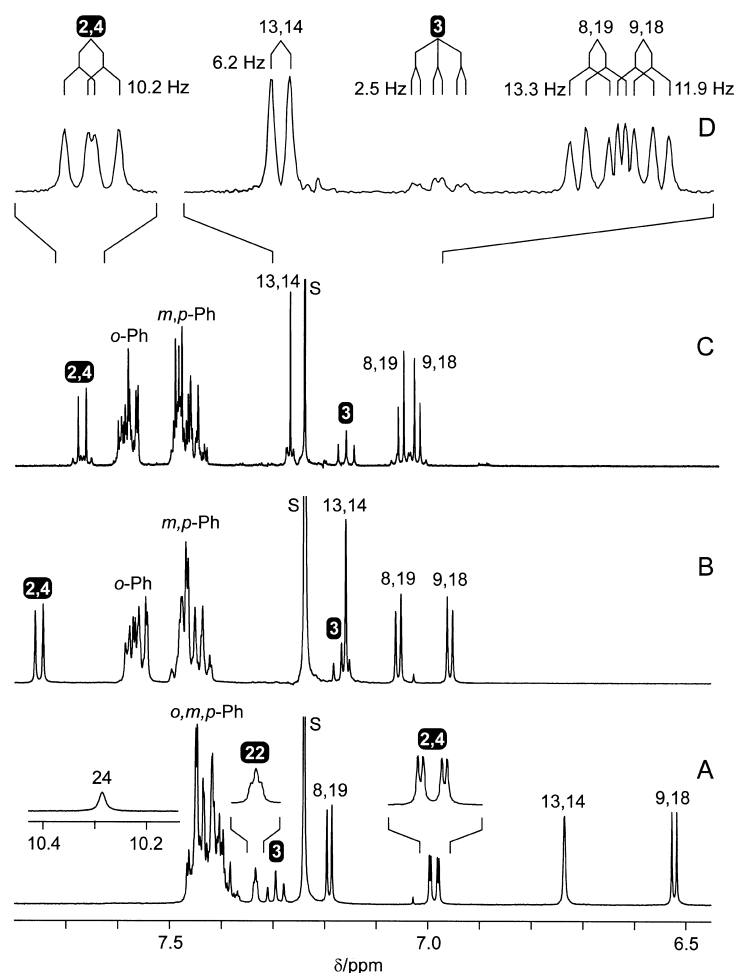 2,4 13,14 3 8,19 9,18
10.2 Hz 6.2 Hz 2.5 Hz 13.3 Hz 11.9 Hz
D
13,14 S
m,p-Ph
o-Ph
C
2,4 8,19 9,18
3
S 13,14
m,p-Ph
B
2,4 o-Ph 8,19 9,18
3
o,m,p-Ph
S 2,4
22 A
24 8,19 13,14 9,18
10.4 10.2 3
7.5 7.0 6.5
δ/ppm